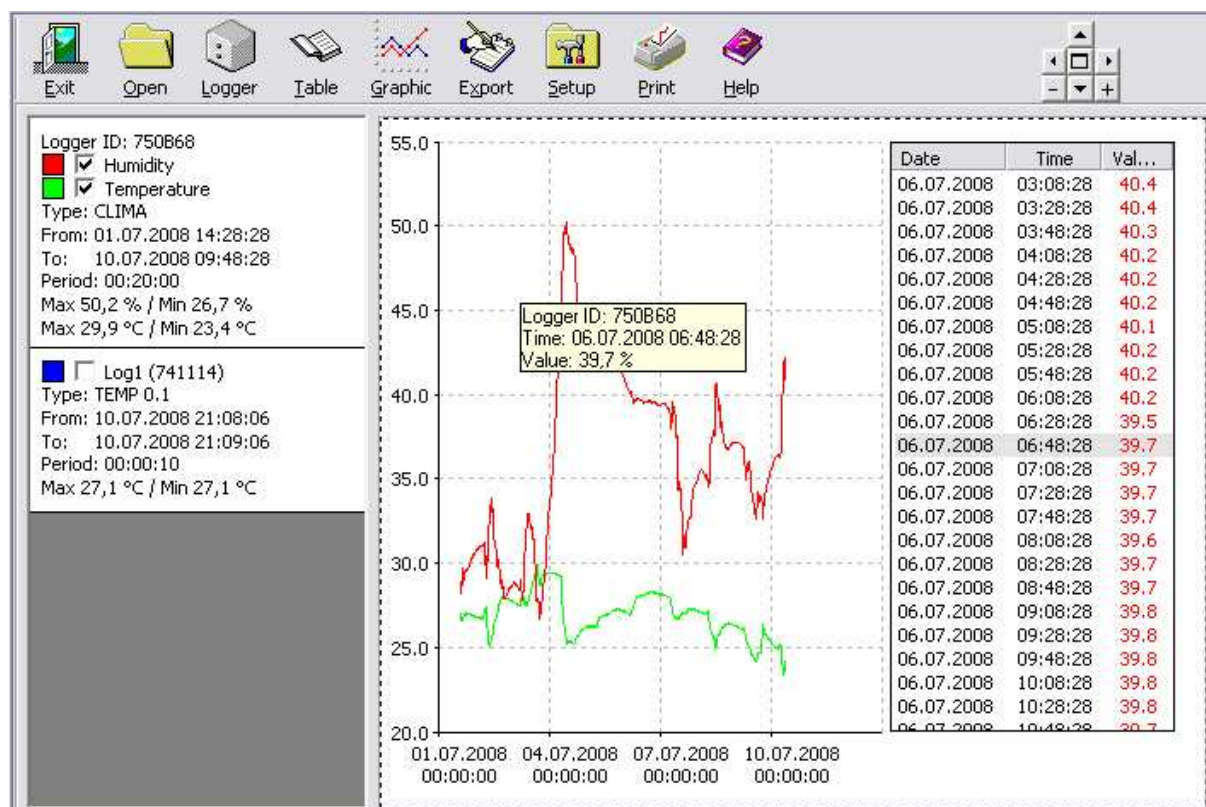 Exit Open Logger Table Graphic Export Setup Print Help
Logger ID: 750B68
Humidity
Temperature
Type: CLIMA
From: 01.07.2008 14:28:28
To: 10.07.2008 09:48:28
Period: 00:20:00
Max 50,2 % / Min 26,7 %
Max 29,9 °C / Min 23,4 °C
Log1 (741114)
Type: TEMP 0.1
From: 10.07.2008 21:08:06
To: 10.07.2008 21:09:06
Period: 00:00:10
Max 27,1 °C / Min 27,1 °C
55.0
50.0
45.0
40.0
35.0
30.0
25.0
20.0
01.07.2008 04.07.2008 07.07.2008 10.07.2008
00:00:00 00:00:00 00:00:00 00:00:00
Logger ID: 750B68
Time: 06.07.2008 06:48:28
Value: 39,7 %
Date Time Val...
06.07.2008 03:08:28 40.4
06.07.2008 03:28:28 40.4
06.07.2008 03:48:28 40.3
06.07.2008 04:08:28 40.2
06.07.2008 04:28:28 40.2
06.07.2008 04:48:28 40.2
06.07.2008 05:08:28 40.1
06.07.2008 05:28:28 40.2
06.07.2008 05:48:28 40.2
06.07.2008 06:08:28 40.2
06.07.2008 06:28:28 39.5
06.07.2008 06:48:28 39.7
06.07.2008 07:08:28 39.7
06.07.2008 07:28:28 39.7
06.07.2008 07:48:28 39.7
06.07.2008 08:08:28 39.6
06.07.2008 08:28:28 39.7
06.07.2008 08:48:28 39.7
06.07.2008 09:08:28 39.8
06.07.2008 09:28:28 39.8
06.07.2008 09:48:28 39.8
06.07.2008 10:08:28 39.8
06.07.2008 10:28:28 39.8
06.07.2008 10:48:28 39.7